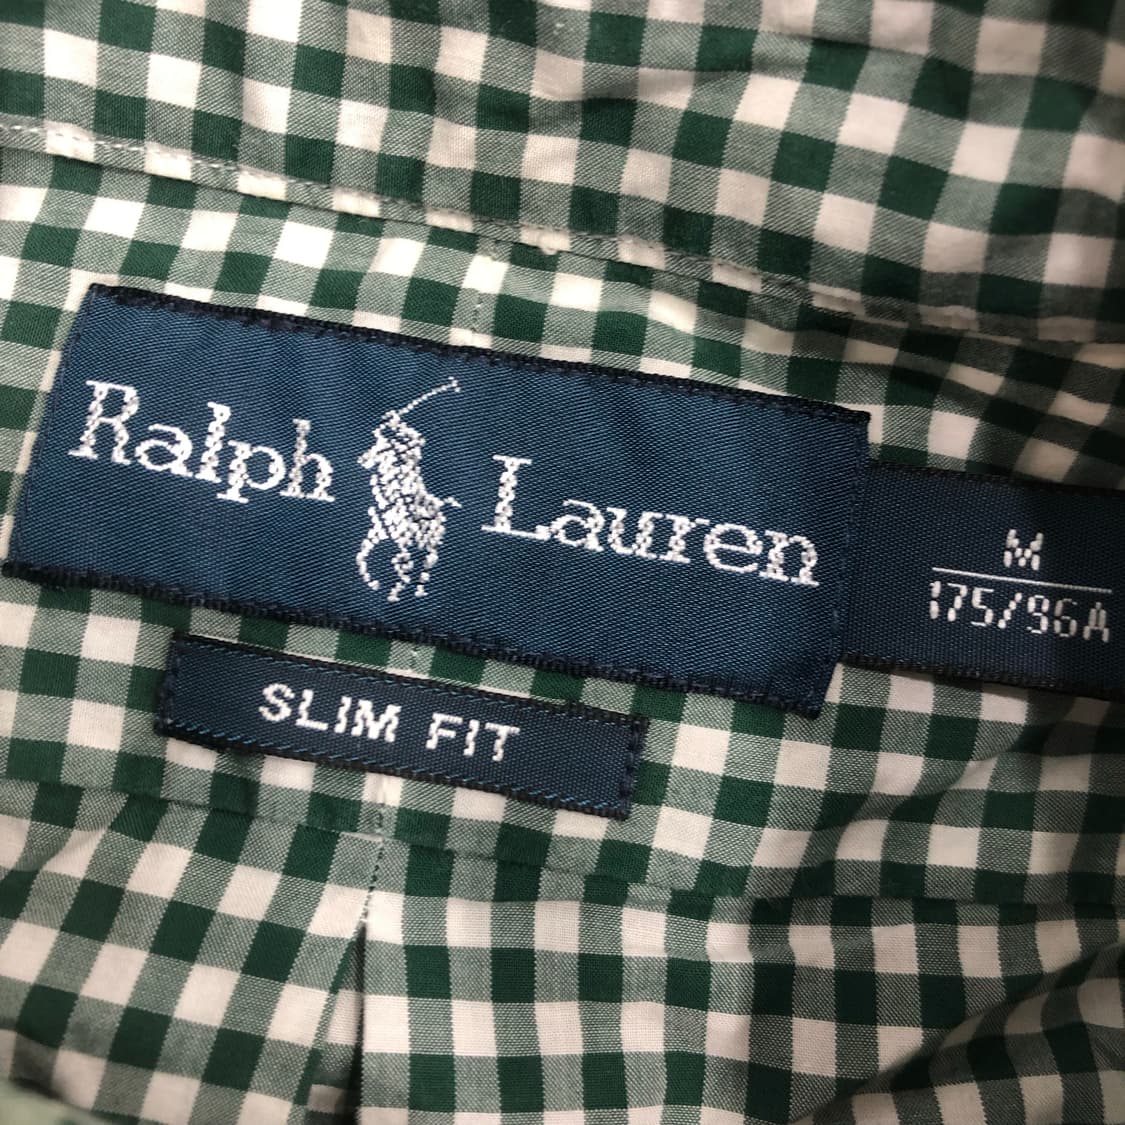 Ralph Lauren
M
175/96A
SLIM FIT